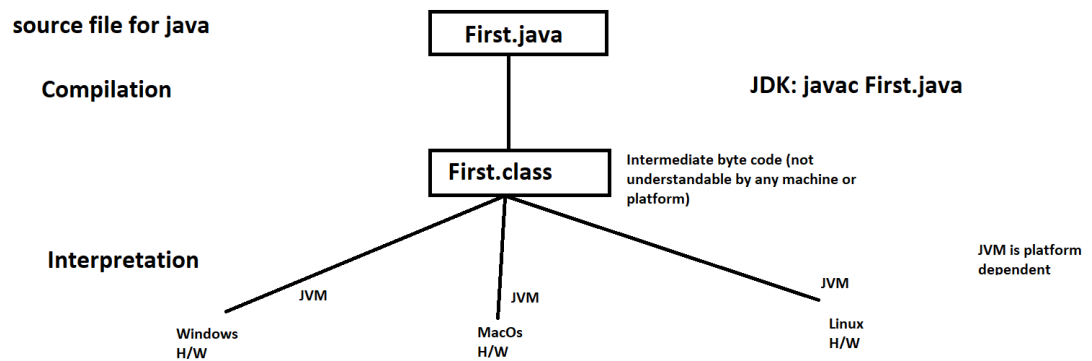 source file for java
First.java
Compilation
JDK: javac First.java
First.class
Intermediate byte code (not
understandable by any machine or
platform)
Interpretation
JVM is platform
dependent
JVM
JVM
JVM
Windows
H/W
MacOs
H/W
Linux
H/W